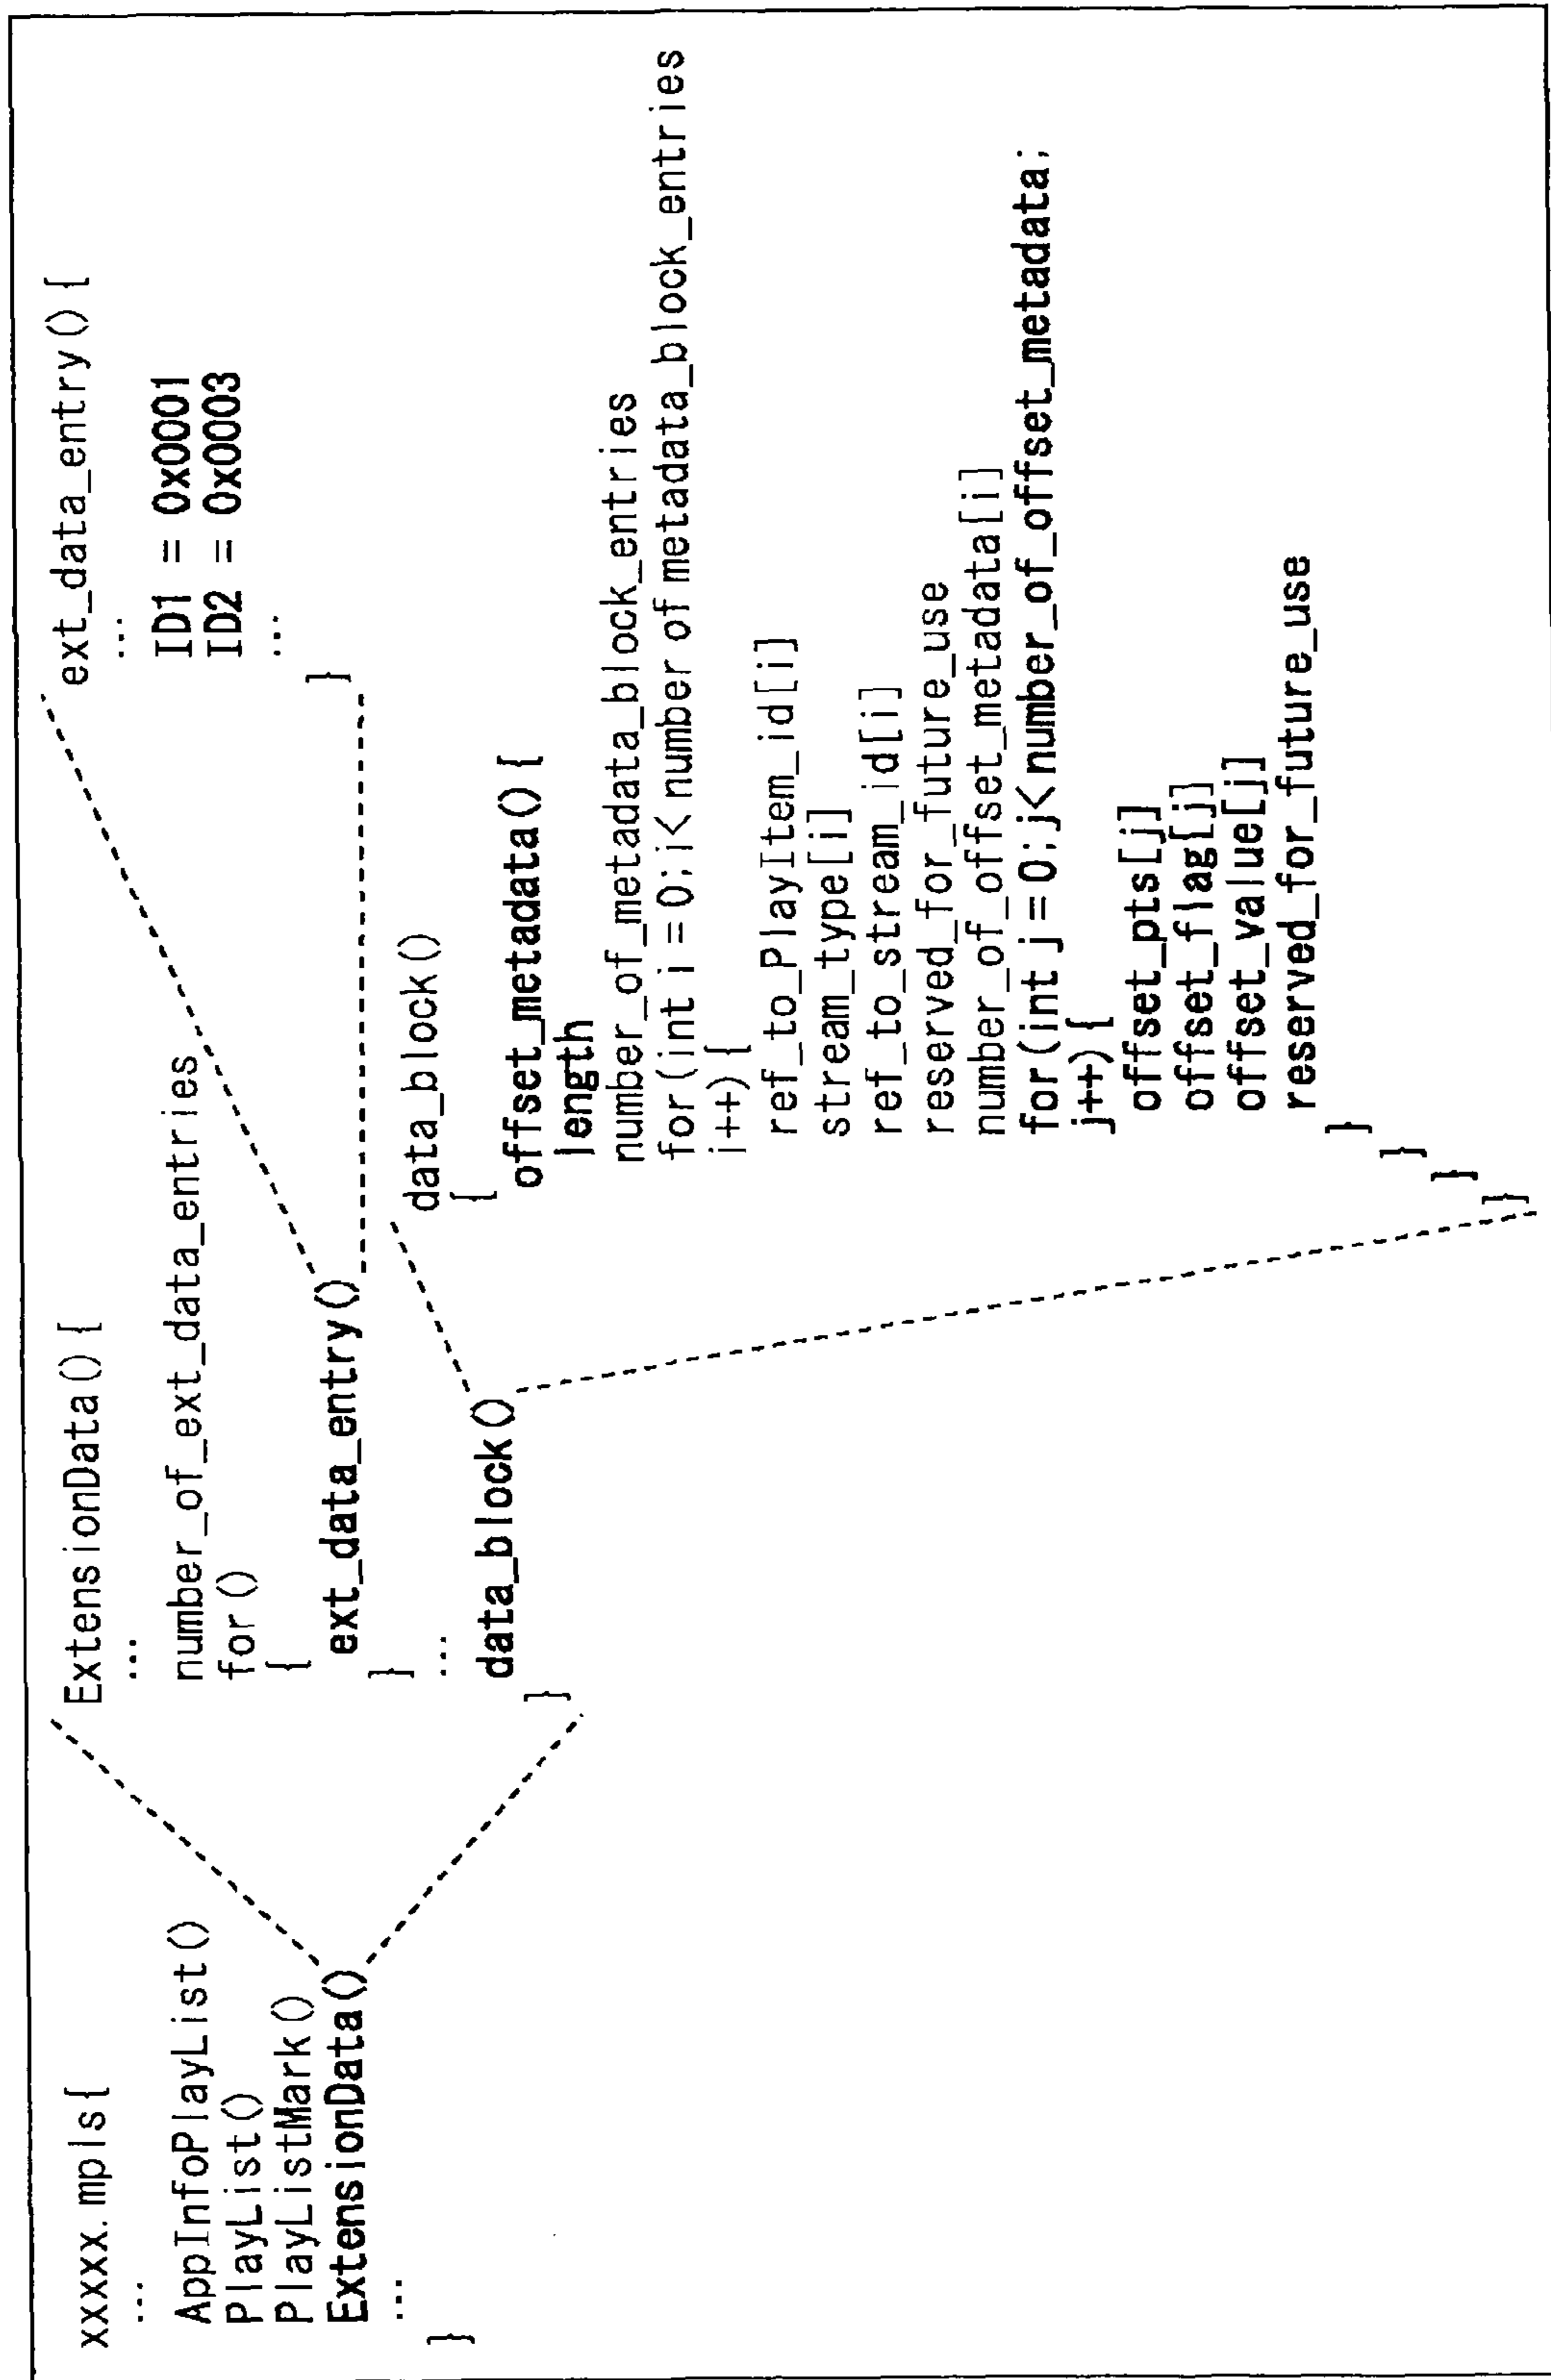 xxxxx.mpls{
...
AppInfoPlayList()
PlayList()
PlayListMark()
ExtensionData()
...
}
ExtensionData() {
...
number_of_ext_data_entries
for()
{
ext_data_entry()
}
...
data_block()
}
ext_data_entry() {
...
ID1 = 0x0001
ID2 = 0x0003
...
}
data_block()
{
offset_metadata() {
length
number_of_metadata_block_entries
for(int i=0;i< number of metadata_block_entries
i++) {
ref_to_PlayItem_id[i]
stream_type[i]
ref_to_stream_id[i]
reserved_for_future_use
number_of_offset_metadata[i]
for(int j=0;j< number_of_offset_metadata;
j++) {
offset_pts[j]
offset_flag[j]
offset_value[j]
reserved_for_future_use
}
}
}
}